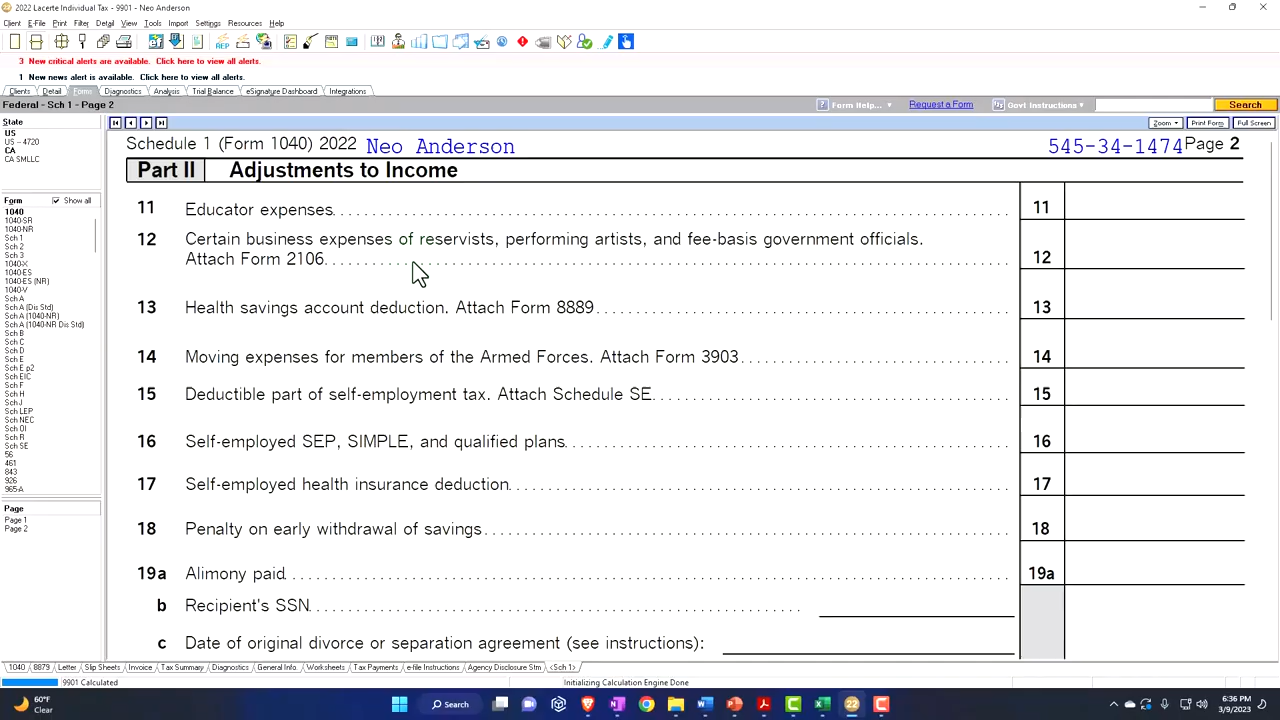 2022 Lacerte Individual Tax - 9901 - Neo Anderson
Client E-File Print Filter Detail View Tools Import Settings Resources Help
REP
3 New critical alerts are available. Click here to view all alerts.
1 New news alert is available. Click here to view all alerts.
Clients Detail Forms Diagnostics Analysis Trial Balance eSignature Dashboard Integrations
Federal - Sch 1 - Page 2
Form Help... Request a Form Govt Instructions Search
Zoom Print Form Full Screen
State
US
US - 4720
CA
CA SMLLC
Form Show all
1040
1040-SR
1040-NR
Sch 1
Sch 2
Sch 3
1040-X
1040-ES
1040-ES (NR)
1040-V
Sch A
Sch A (Dis Std)
Sch A (1040-NR)
Sch A (1040-NR Dis Std)
Sch B
Sch C
Sch D
Sch E
Sch E p2
Sch EIC
Sch F
Sch H
Sch J
Sch LEP
Sch NEC
Sch OI
Sch R
Sch SE
56
461
843
926
965-A
Page
Page 1
Page 2
Schedule 1 (Form 1040) 2022 Neo Anderson 545-34-1474 Page 2
Part II Adjustments to Income
11 Educator expenses 11
12 Certain business expenses of reservists, performing artists, and fee-basis government officials.
Attach Form 2106 12
13 Health savings account deduction. Attach Form 8889 13
14 Moving expenses for members of the Armed Forces. Attach Form 3903 14
15 Deductible part of self-employment tax. Attach Schedule SE 15
16 Self-employed SEP, SIMPLE, and qualified plans 16
17 Self-employed health insurance deduction 17
18 Penalty on early withdrawal of savings 18
19a Alimony paid 19a
b Recipient's SSN
c Date of original divorce or separation agreement (see instructions):
1040 8879 Letter Slip Sheets Invoice Tax Summary Diagnostics General Info. Worksheets Tax Payments e-file Instructions Agency Disclosure Stm <Sch 1>
9901 Calculated Initializing Calculation Engine Done
60°F
Clear
Search
22
6:36 PM
3/9/2023